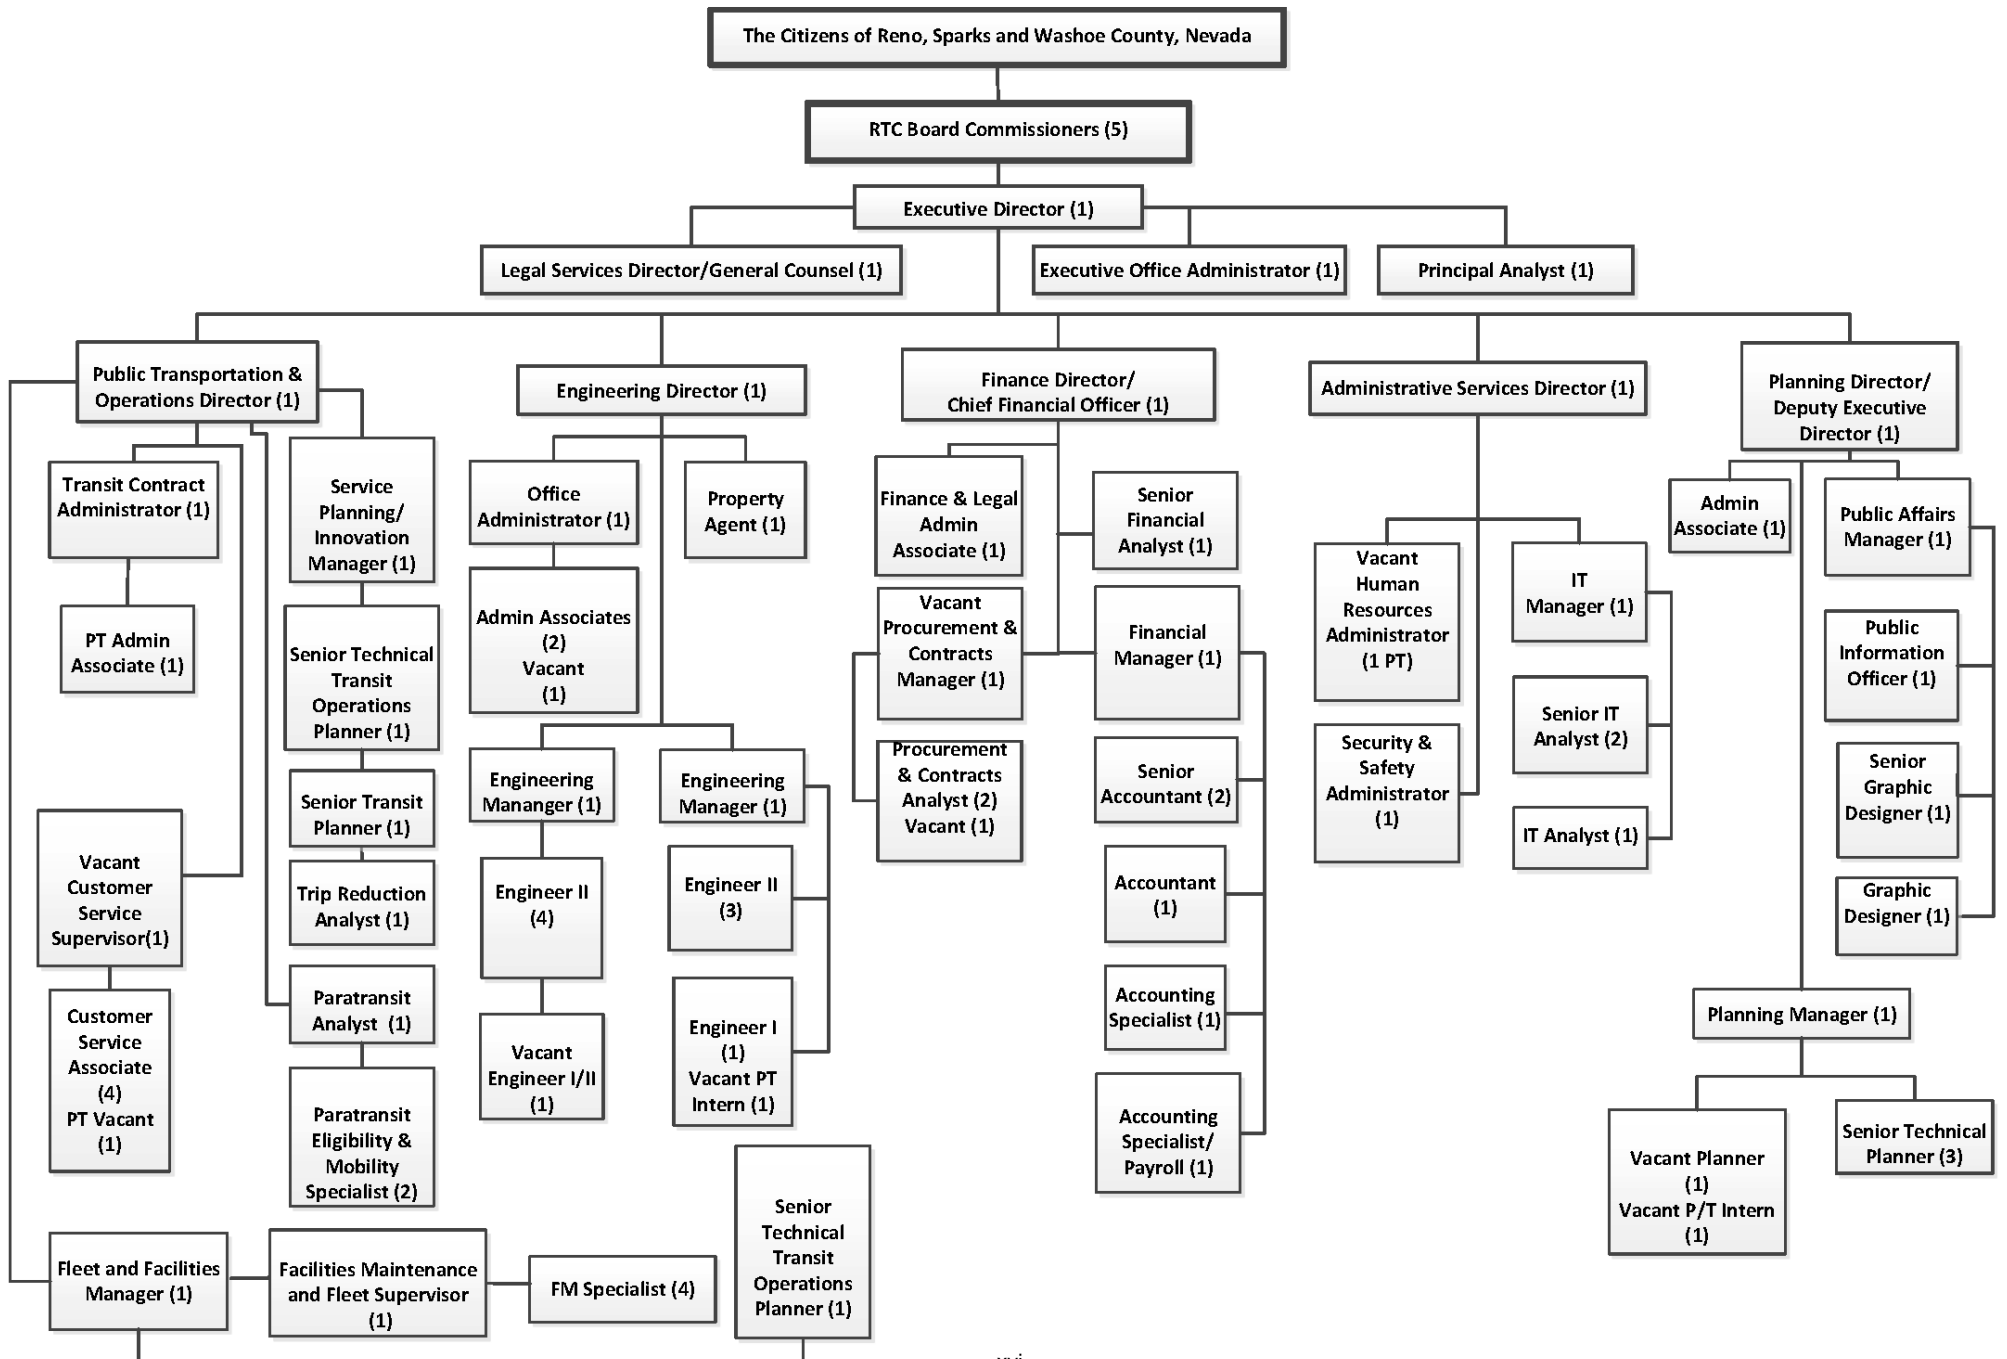 The Citizens of Reno, Sparks and Washoe County, Nevada
RTC Board Commissioners (5)
Executive Director (1)
Legal Services Director/General Counsel (1)
Executive Office Administrator (1)
Principal Analyst (1)
Public Transportation &
Operations Director (1)
Engineering Director (1)
Finance Director/
Chief Financial Officer (1)
Administrative Services Director (1)
Planning Director/
Deputy Executive
Director (1)
Transit Contract
Administrator (1)
PT Admin
Associate (1)
Vacant
Customer
Service
Supervisor(1)
Customer
Service
Associate
(4)
PT Vacant
(1)
Service
Planning/
Innovation
Manager (1)
Senior Technical
Transit
Operations
Planner (1)
Senior Transit
Planner (1)
Trip Reduction
Analyst (1)
Paratransit
Analyst (1)
Paratransit
Eligibility &
Mobility
Specialist (2)
Fleet and Facilities
Manager (1)
Facilities Maintenance
and Fleet Supervisor
(1)
FM Specialist (4)
Senior
Technical
Transit
Operations
Planner (1)
Office
Administrator (1)
Property
Agent (1)
Admin Associates
(2)
Vacant
(1)
Engineering
Mananger (1)
Engineering
Manager (1)
Engineer II
(4)
Vacant
Engineer I/II
(1)
Engineer II
(3)
Engineer I
(1)
Vacant PT
Intern (1)
Finance & Legal
Admin
Associate (1)
Senior
Financial
Analyst (1)
Vacant
Procurement &
Contracts
Manager (1)
Procurement
& Contracts
Analyst (2)
Vacant (1)
Financial
Manager (1)
Senior
Accountant (2)
Accountant
(1)
Accounting
Specialist (1)
Accounting
Specialist/
Payroll (1)
Vacant
Human
Resources
Administrator
(1 PT)
Security &
Safety
Administrator
(1)
IT
Manager (1)
Senior IT
Analyst (2)
IT Analyst (1)
Admin
Associate (1)
Public Affairs
Manager (1)
Public
Information
Officer (1)
Senior
Graphic
Designer (1)
Graphic
Designer (1)
Planning Manager (1)
Vacant Planner
(1)
Vacant P/T Intern
(1)
Senior Technical
Planner (3)